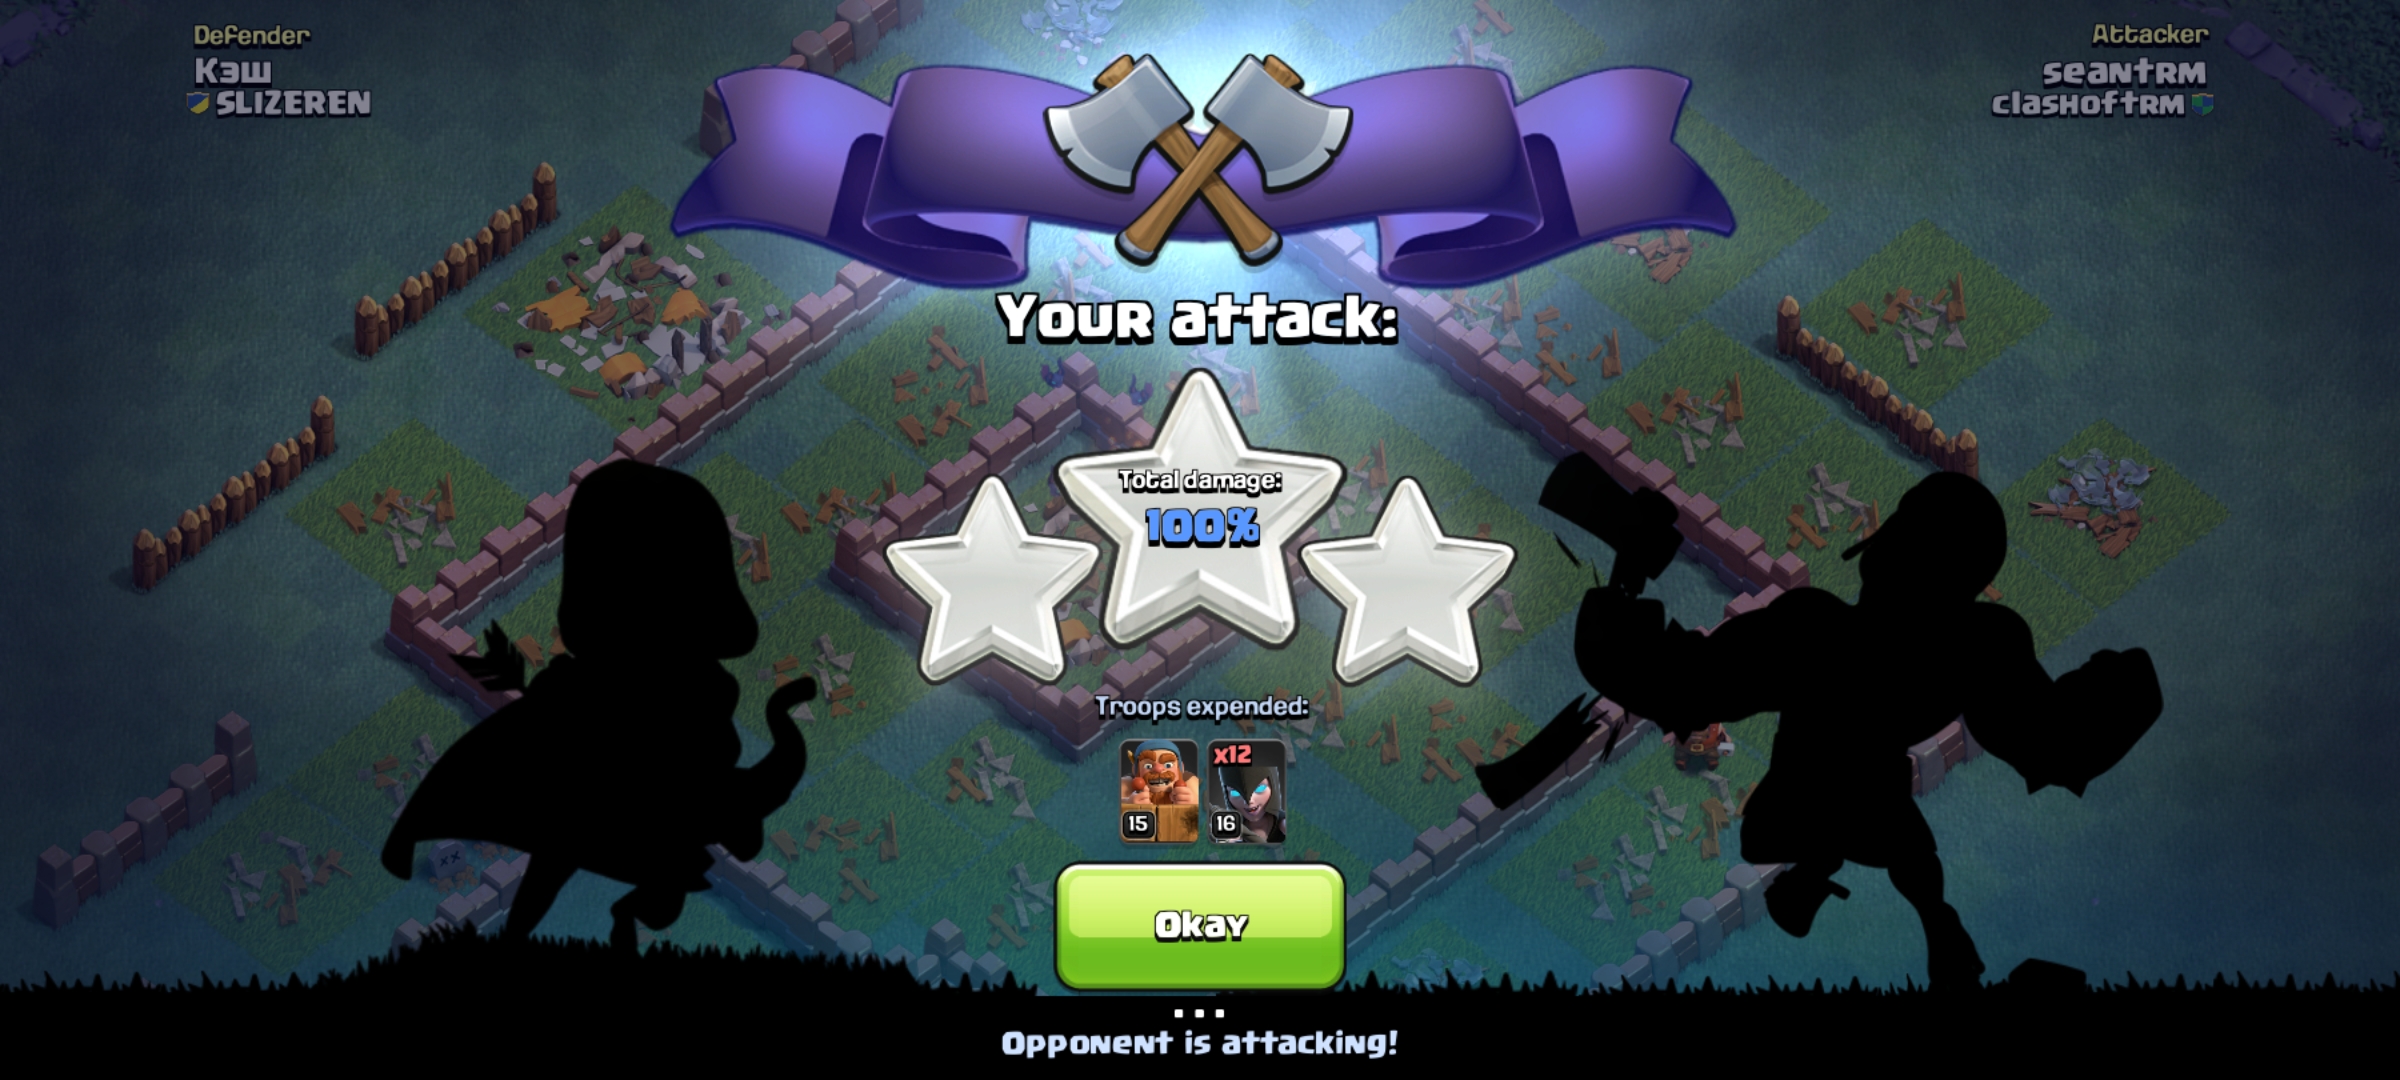 Defender
Кэш
SLIZEREN
Attacker
seantRM
clashoftRM
Your attack:
Total damage:
100%
Troops expended:
x12
15
16
Okay
Opponent is attacking!